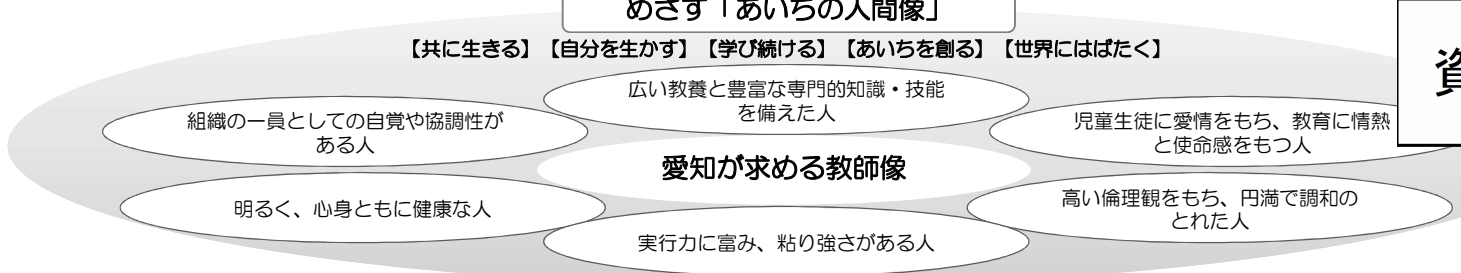 めざす「あいちの人間像」
【共に生きる】【自分を生かす】【学び続ける】【あいちを創る】【世界にはばたく】
広い教養と豊富な専門的知識・技能
を備えた人
組織の一員としての自覚や協調性が
ある人
児童生徒に愛情をもち、教育に情熱
と使命感をもつ人
愛知が求める教師像
明るく、心身ともに健康な人
高い倫理観をもち、円満で調和の
とれた人
実行力に富み、粘り強さがある人
資